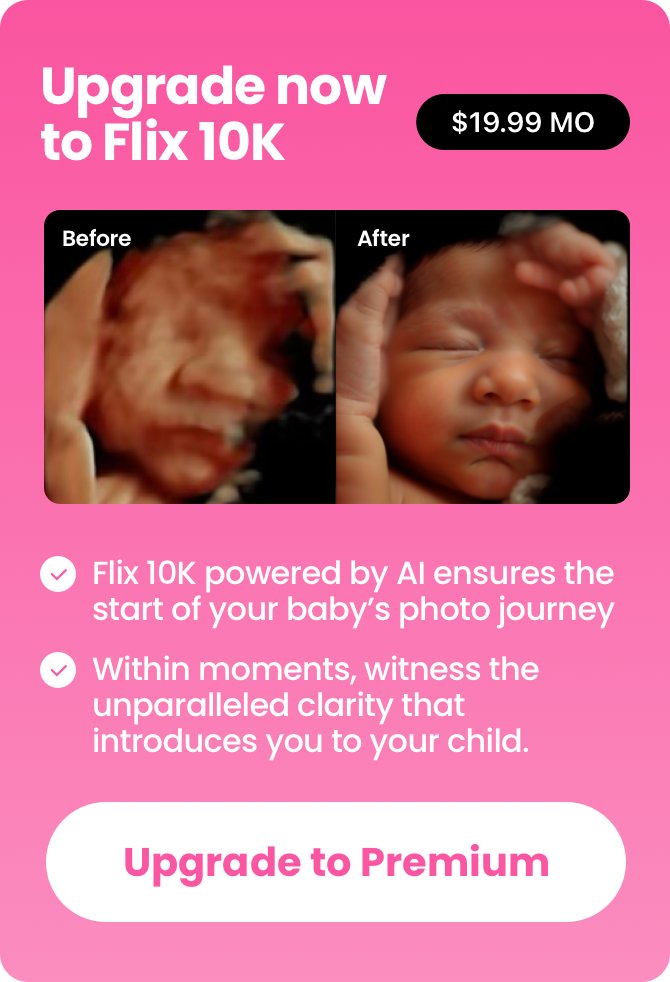 Upgrade now
to Flix 10K
$19.99 MO
Before
After
Flix 10K powered by AI ensures the
start of your baby’s photo journey
Within moments, witness the
unparalleled clarity that
introduces you to your child.
Upgrade to Premium